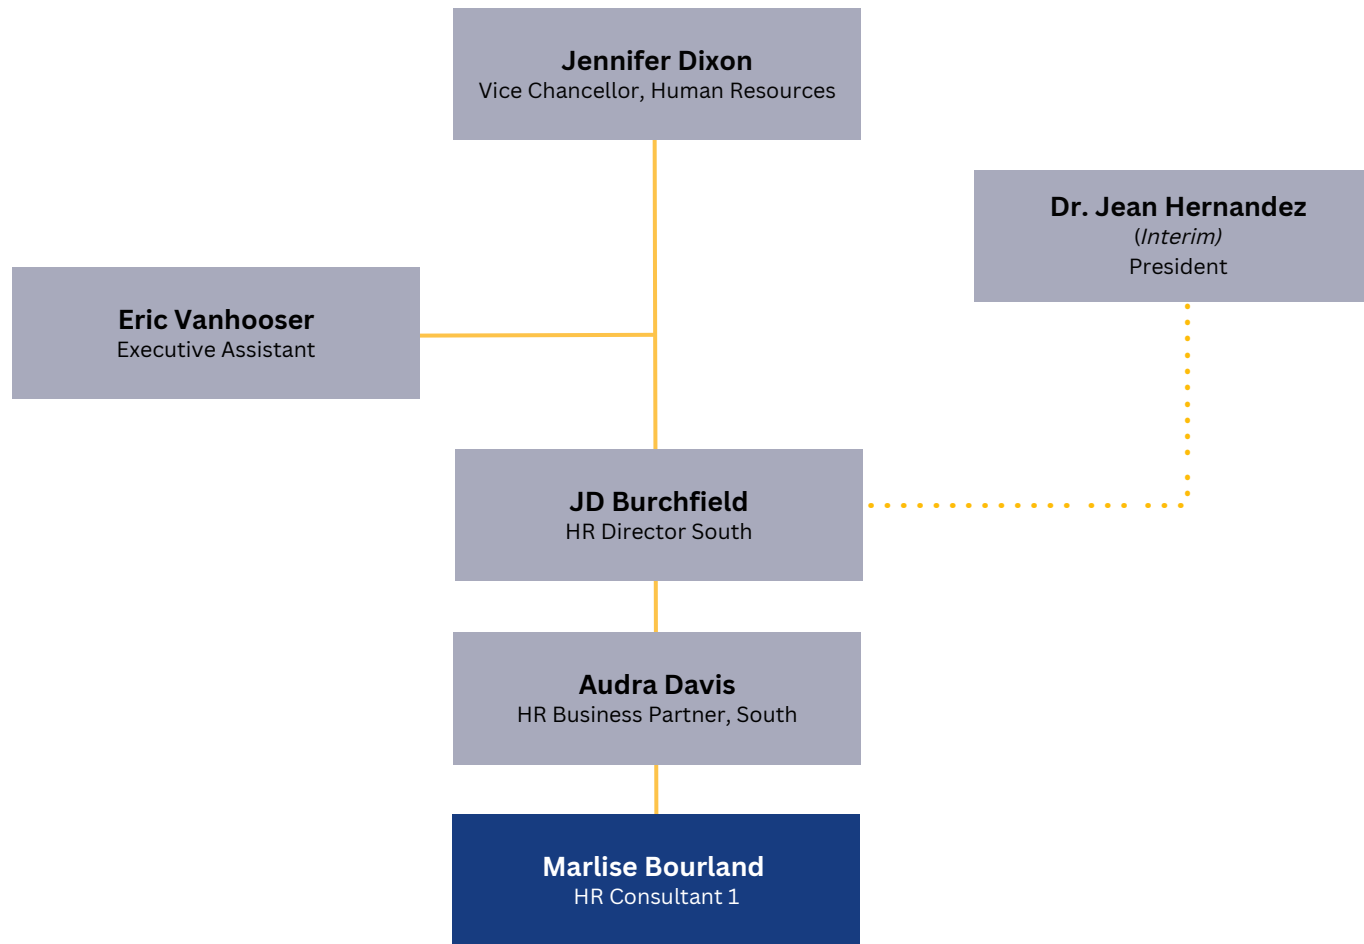 Jennifer Dixon
Vice Chancellor, Human Resources
Dr. Jean Hernandez
(Interim)
President
Eric Vanhooser
Executive Assistant
JD Burchfield
HR Director South
Audra Davis
HR Business Partner, South
Marlise Bourland
HR Consultant 1